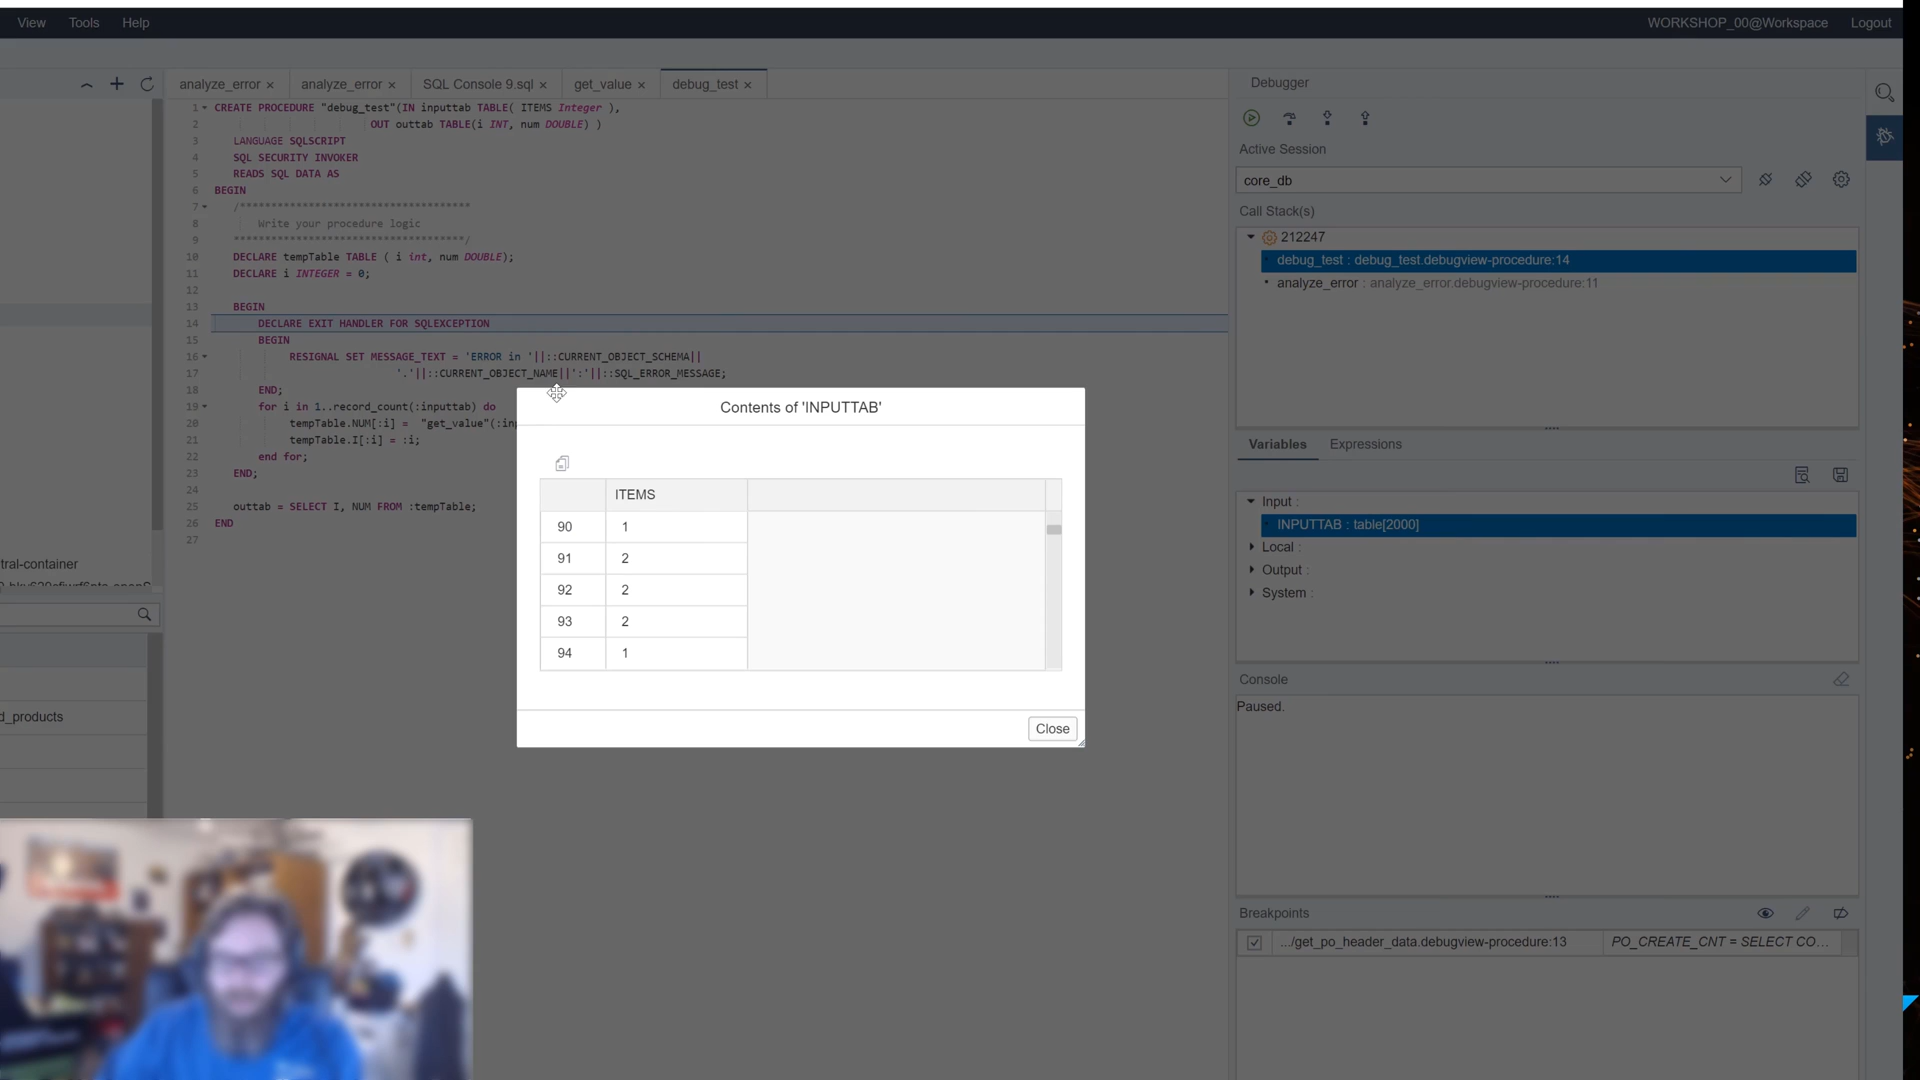 View Tools Help
WORKSHOP_00@Workspace Logout
analyze_error × analyze_error × SQL Console 9.sql × get_value × debug_test ×
1 CREATE PROCEDURE "debug_test"(IN inputtab TABLE( ITEMS Integer ),
2 OUT outtab TABLE(i INT, num DOUBLE) )
3 LANGUAGE SQLSCRIPT
4 SQL SECURITY INVOKER
5 READS SQL DATA AS
6 BEGIN
7 /*************************************
8 Write your procedure logic
9 *************************************/
10 DECLARE tempTable TABLE ( i int, num DOUBLE);
11 DECLARE i INTEGER = 0;
12
13 BEGIN
14 DECLARE EXIT HANDLER FOR SQLEXCEPTION
15 BEGIN
16 RESIGNAL SET MESSAGE_TEXT = 'ERROR in '||::CURRENT_OBJECT_SCHEMA||
17 '.'||::CURRENT_OBJECT_NAME||':'||::SQL_ERROR_MESSAGE;
18 END;
19 for i in 1..record_count(:inputtab) do
20 tempTable.NUM[:i] = "get_value"(:in
21 tempTable.I[:i] = :i;
22 end for;
23 END;
24
25 outtab = SELECT I, NUM FROM :tempTable;
26 END
27
tral-container
d_products
Contents of 'INPUTTAB'
ITEMS
90 1
91 2
92 2
93 2
94 1
Close
Debugger
Active Session
core_db
Call Stack(s)
212247
debug_test : debug_test.debugview-procedure:14
analyze_error : analyze_error.debugview-procedure:11
Variables Expressions
Input :
INPUTTAB : table[2000]
Local :
Output :
System :
Console
Paused.
Breakpoints
.../get_po_header_data.debugview-procedure:13 PO_CREATE_CNT = SELECT CO...